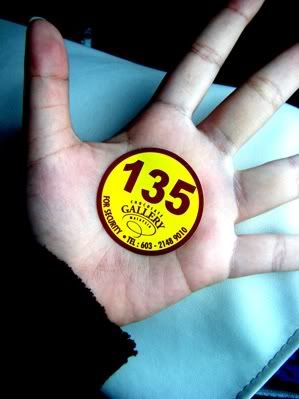 135
CHOCOLATE
GALLERY
MALAYSIA
FOR SECURITY • TEL : 603 - 2148 9010